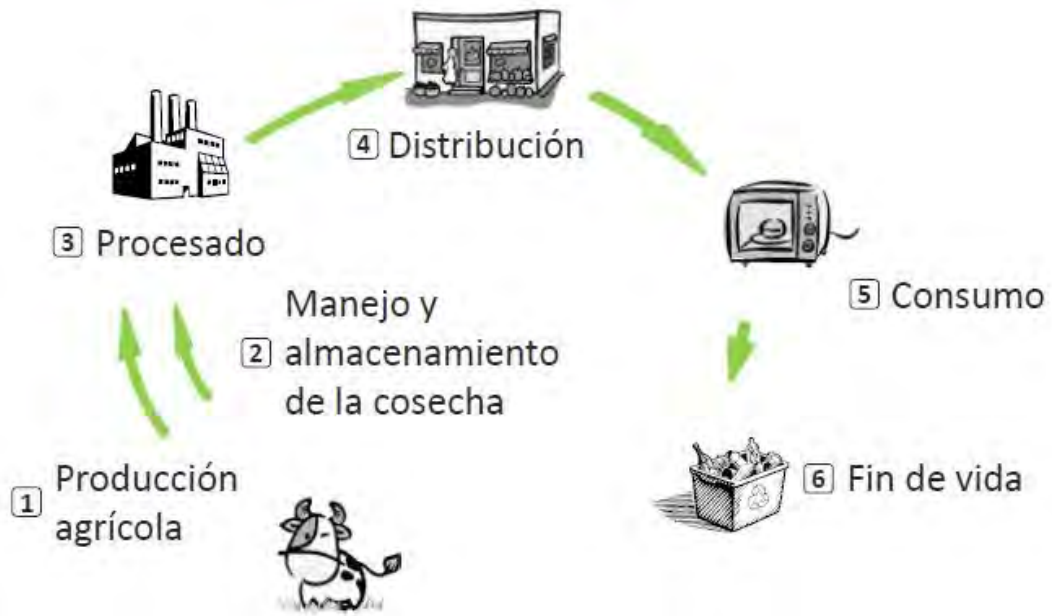 4 Distribución
3 Procesado
5 Consumo
Manejo y
2 almacenamiento
de la cosecha
1 Producción
agrícola
6 Fin de vida